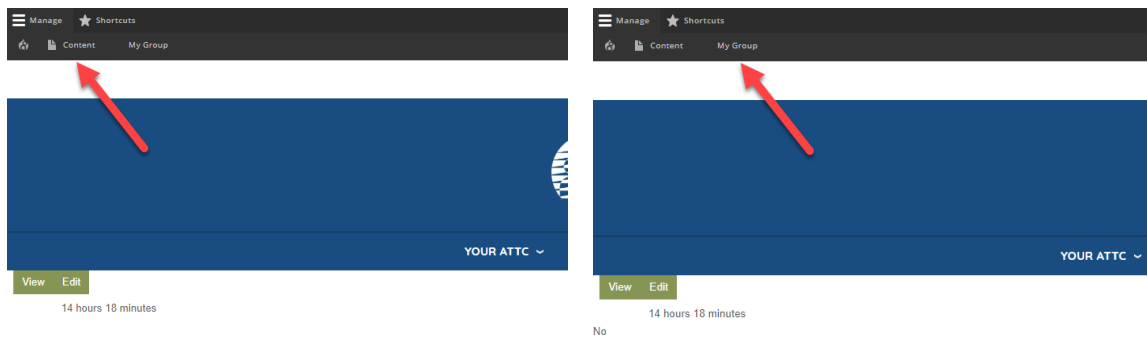 Manage Shortcuts
Content My Group
YOUR ATTC
View Edit
14 hours 18 minutes
Manage Shortcuts
Content My Group
YOUR ATTC
View Edit
14 hours 18 minutes
No